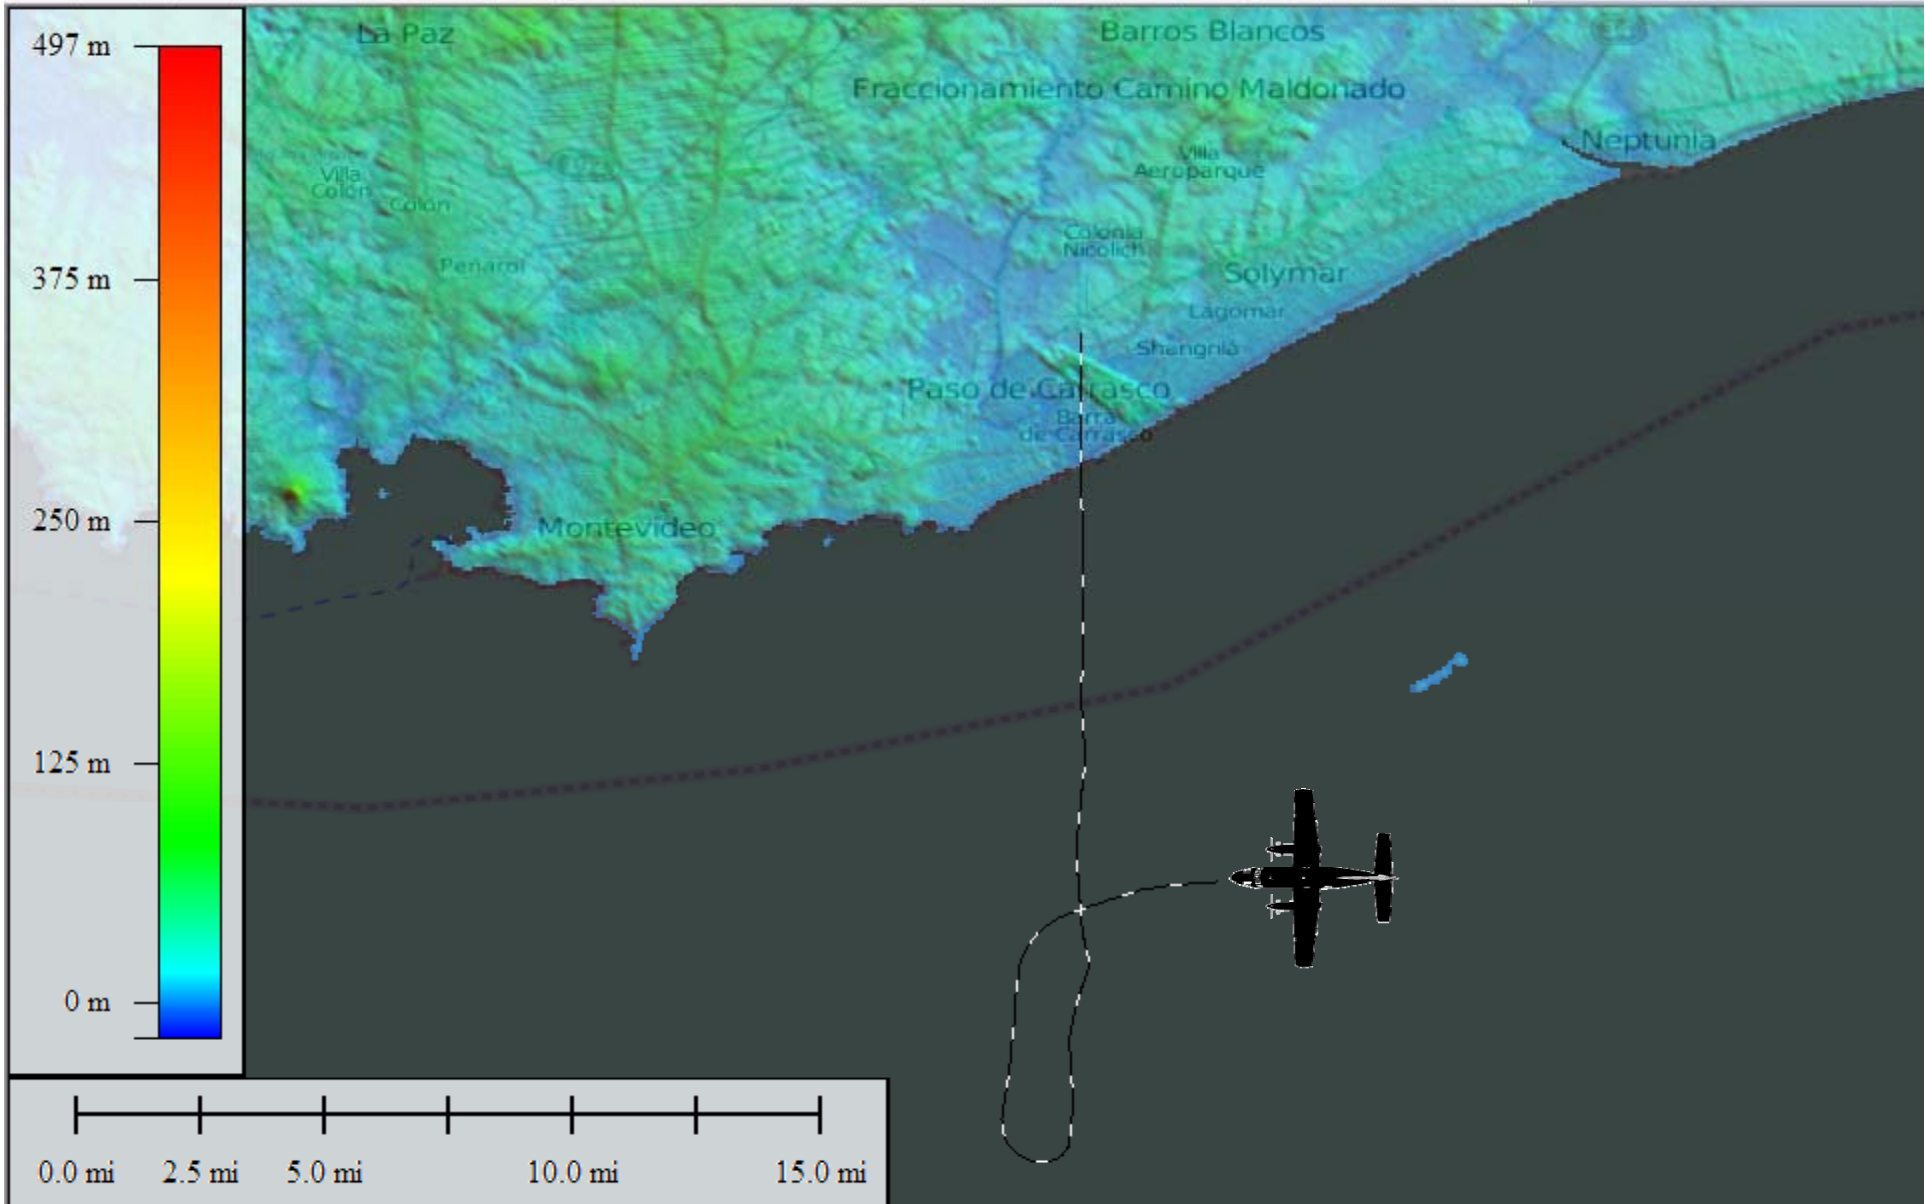 497 m
375 m
250 m
125 m
0 m
La Paz
Barros Blancos
Fraccionamiento Camino Maldonado
Neptunia
Villa
Aeroparque
Villa
Colón
Colón
Colonia
Nicolich
Peñarol
Solymar
Lagomar
Shangrilá
Paso de Carrasco
Barra
de Carrasco
Montevideo
0.0 mi 2.5 mi 5.0 mi 10.0 mi 15.0 mi